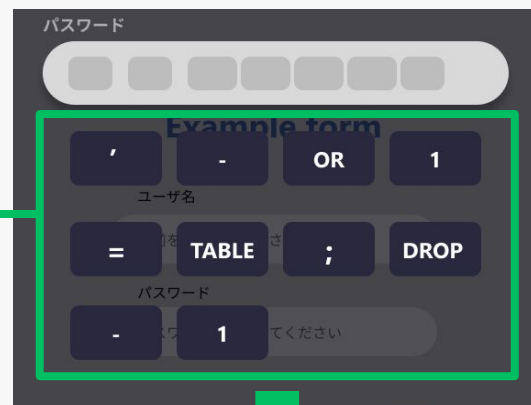 パスワード
Example form
' - OR 1
ユーザ名
= TABLE ; DROP
パスワード
- 1
てください